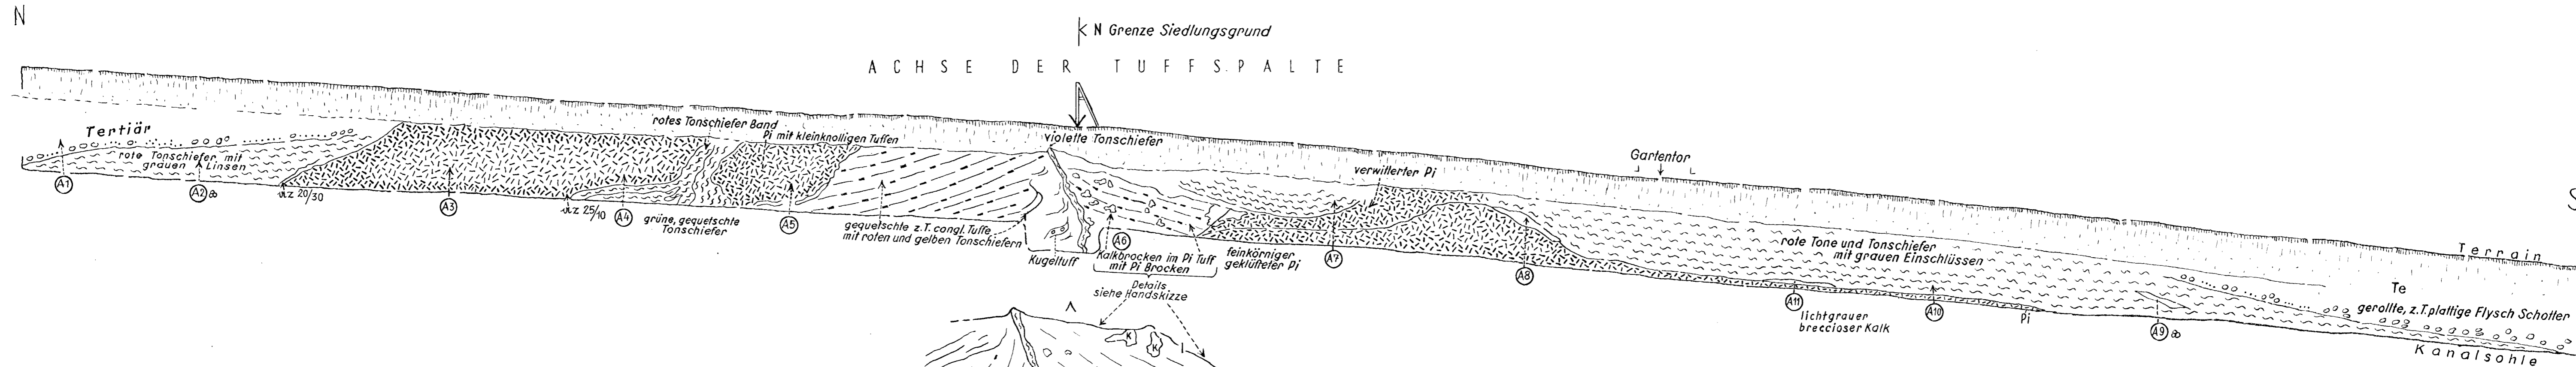 N
N Grenze Siedlungsgrund
ACHSE DER TUFFSPALTE
Tertiär
rote Tonschiefer mit
grauen Linsen
A1
A2
20/30
A3
25/10
A4
grüne, gequetschte
Tonschiefer
rotes Tonschiefer Band
Pi mit kleinknolligen Tuffen
A5
gequetschte z.T. congl. Tuffe
mit roten und gelben Tonschiefern
violette Tonschiefer
Kugeltuff
A6
Kalkbrocken im Pi Tuff
mit Pi Brocken
Details
siehe Handskizze
K
K
feinkörniger
geklüfteter Pi
A7
verwitterter Pi
A8
Gartentor
rote Tone und Tonschiefer
mit grauen Einschlüssen
A11
lichtgrauer
breccioser Kalk
A10
Pi
A9
Te
gerollte, z.T. plattige Flysch Schotter
Terrain
Kanalsohle
S